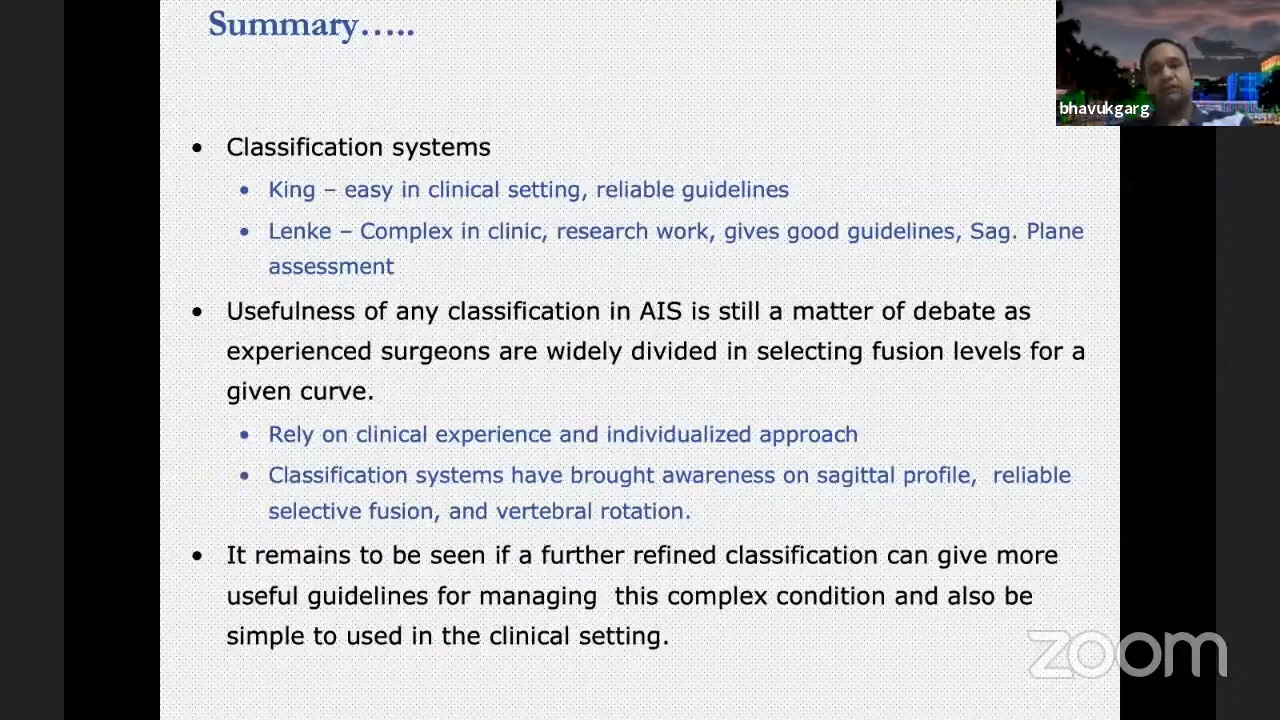 Summary.....
bhavukgarg
• Classification systems
• King – easy in clinical setting, reliable guidelines
• Lenke – Complex in clinic, research work, gives good guidelines, Sag. Plane
assessment
• Usefulness of any classification in AIS is still a matter of debate as
experienced surgeons are widely divided in selecting fusion levels for a
given curve.
• Rely on clinical experience and individualized approach
• Classification systems have brought awareness on sagittal profile,  reliable
selective fusion, and vertebral rotation.
• It remains to be seen if a further refined classification can give more
useful guidelines for managing  this complex condition and also be
simple to used in the clinical setting.
zoom